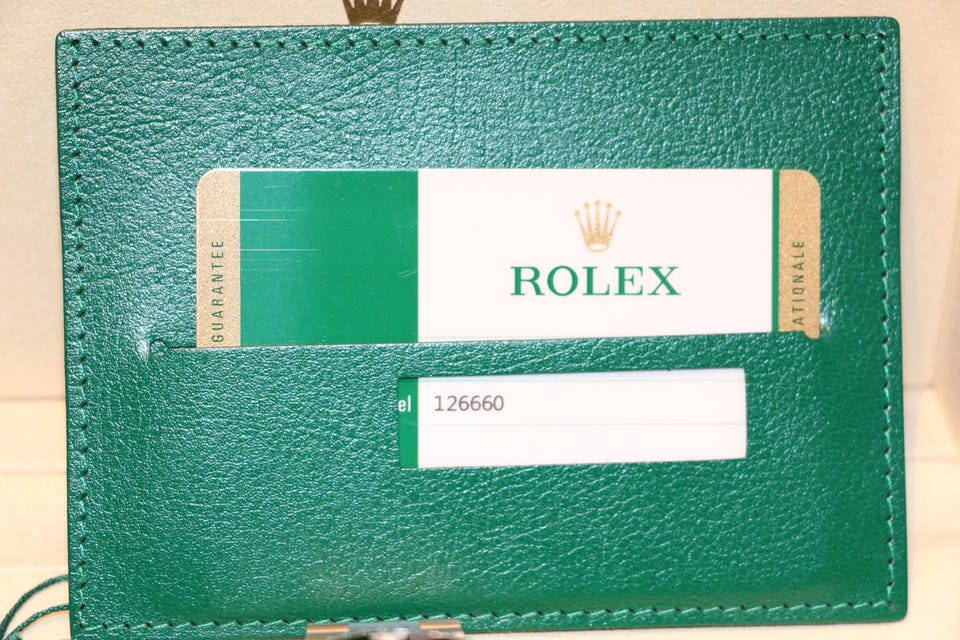 GUARANTEE
ROLEX
ATIONALE
el 126660